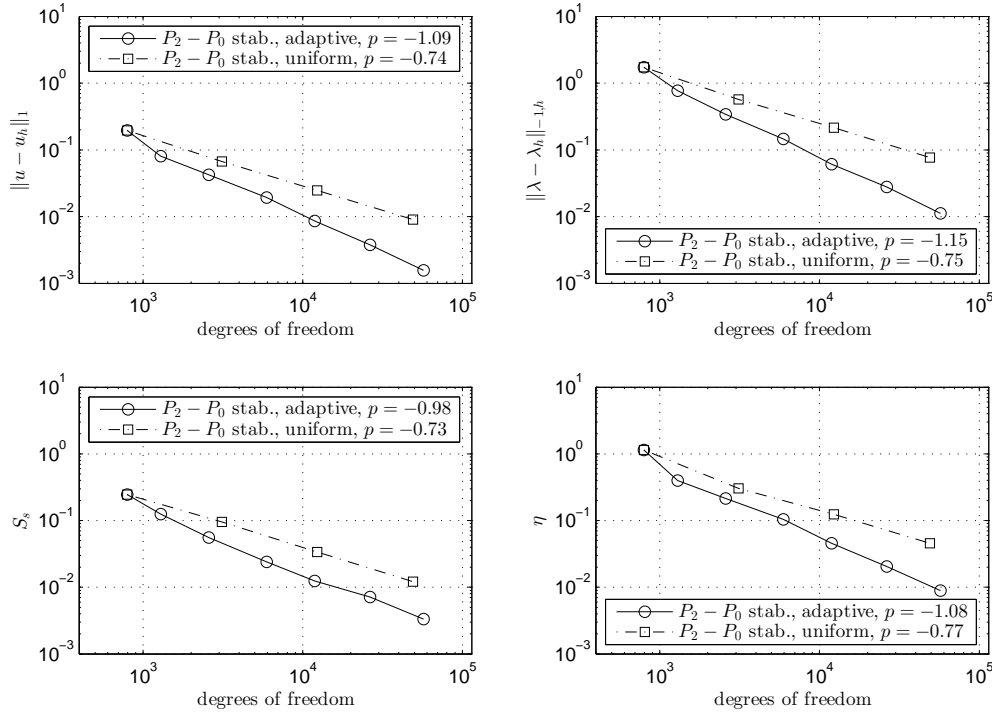 10^1
10^0
10^{-1}
10^{-2}
10^{-3}
‖u − u_h‖_1
P_2 − P_0 stab., adaptive, p = −1.09
P_2 − P_0 stab., uniform, p = −0.74
10^3
10^4
10^5
degrees of freedom
10^1
10^0
10^{-1}
10^{-2}
10^{-3}
‖λ − λ_h‖_{−1,h}
P_2 − P_0 stab., adaptive, p = −1.15
P_2 − P_0 stab., uniform, p = −0.75
10^3
10^4
10^5
degrees of freedom
10^1
10^0
10^{-1}
10^{-2}
10^{-3}
S_s
P_2 − P_0 stab., adaptive, p = −0.98
P_2 − P_0 stab., uniform, p = −0.73
10^3
10^4
10^5
degrees of freedom
10^1
10^0
10^{-1}
10^{-2}
10^{-3}
η
P_2 − P_0 stab., adaptive, p = −1.08
P_2 − P_0 stab., uniform, p = −0.77
10^3
10^4
10^5
degrees of freedom